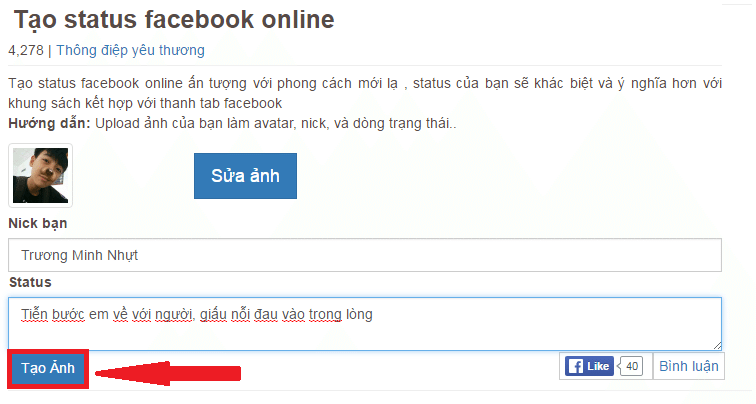 Tạo status facebook online
4,278 | Thông điệp yêu thương
Tạo status facebook online ấn tượng với phong cách mới lạ , status của bạn sẽ khác biệt và ý nghĩa hơn với
khung sách kết hợp với thanh tab facebook
Hướng dẫn: Upload ảnh của bạn làm avatar, nick, và dòng trạng thái..
Sửa ảnh
Nick bạn
Trương Minh Nhựt
Status
Tiễn bước em về với người, giấu nỗi đau vào trong lòng
Tạo Ảnh
f Like 40 Bình luận